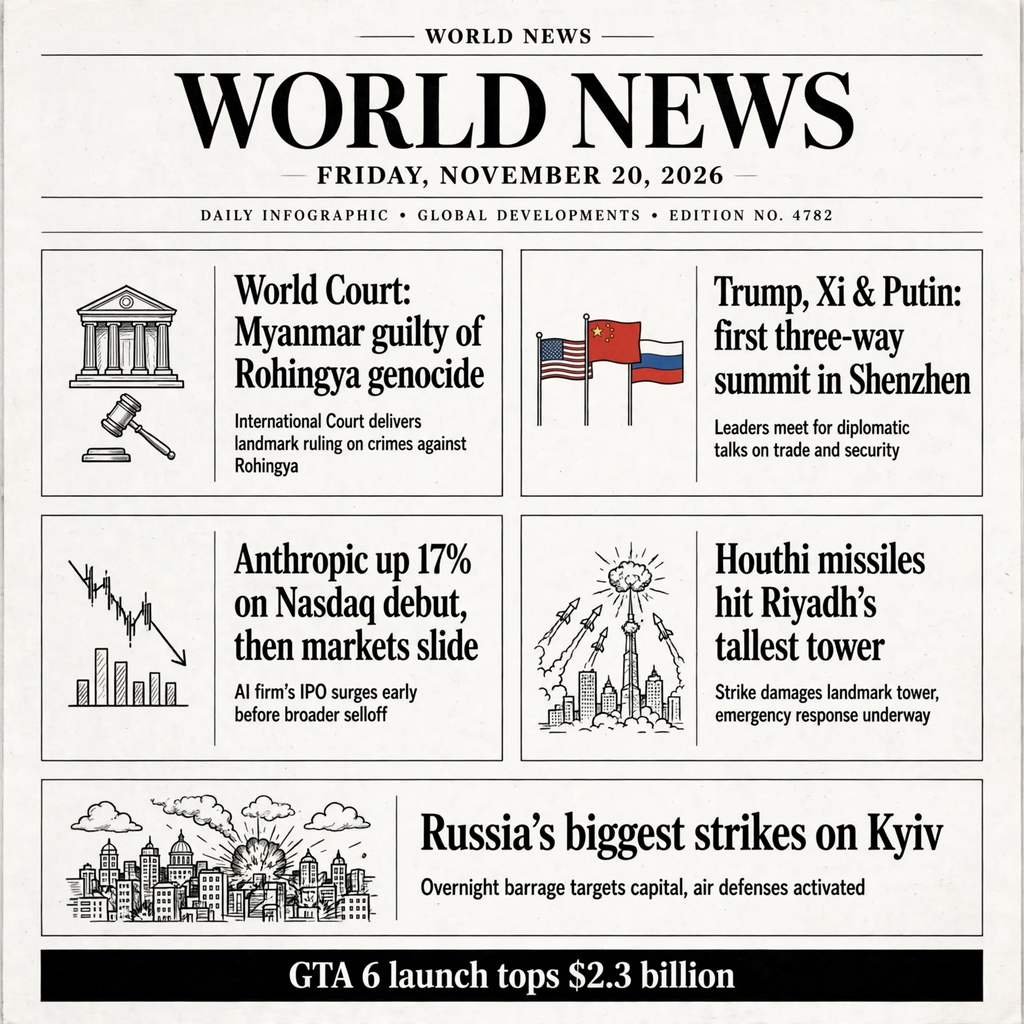 WORLD NEWS
WORLD NEWS
FRIDAY, NOVEMBER 20, 2026
DAILY INFOGRAPHIC • GLOBAL DEVELOPMENTS • EDITION NO. 4782
World Court:
Myanmar guilty of
Rohingya genocide
International Court delivers
landmark ruling on crimes against
Rohingya
Trump, Xi & Putin:
first three-way
summit in Shenzhen
Leaders meet for diplomatic
talks on trade and security
Anthropic up 17%
on Nasdaq debut,
then markets slide
AI firm's IPO surges early
before broader selloff
Houthi missiles
hit Riyadh's
tallest tower
Strike damages landmark tower,
emergency response underway
Russia's biggest strikes on Kyiv
Overnight barrage targets capital, air defenses activated
GTA 6 launch tops $2.3 billion